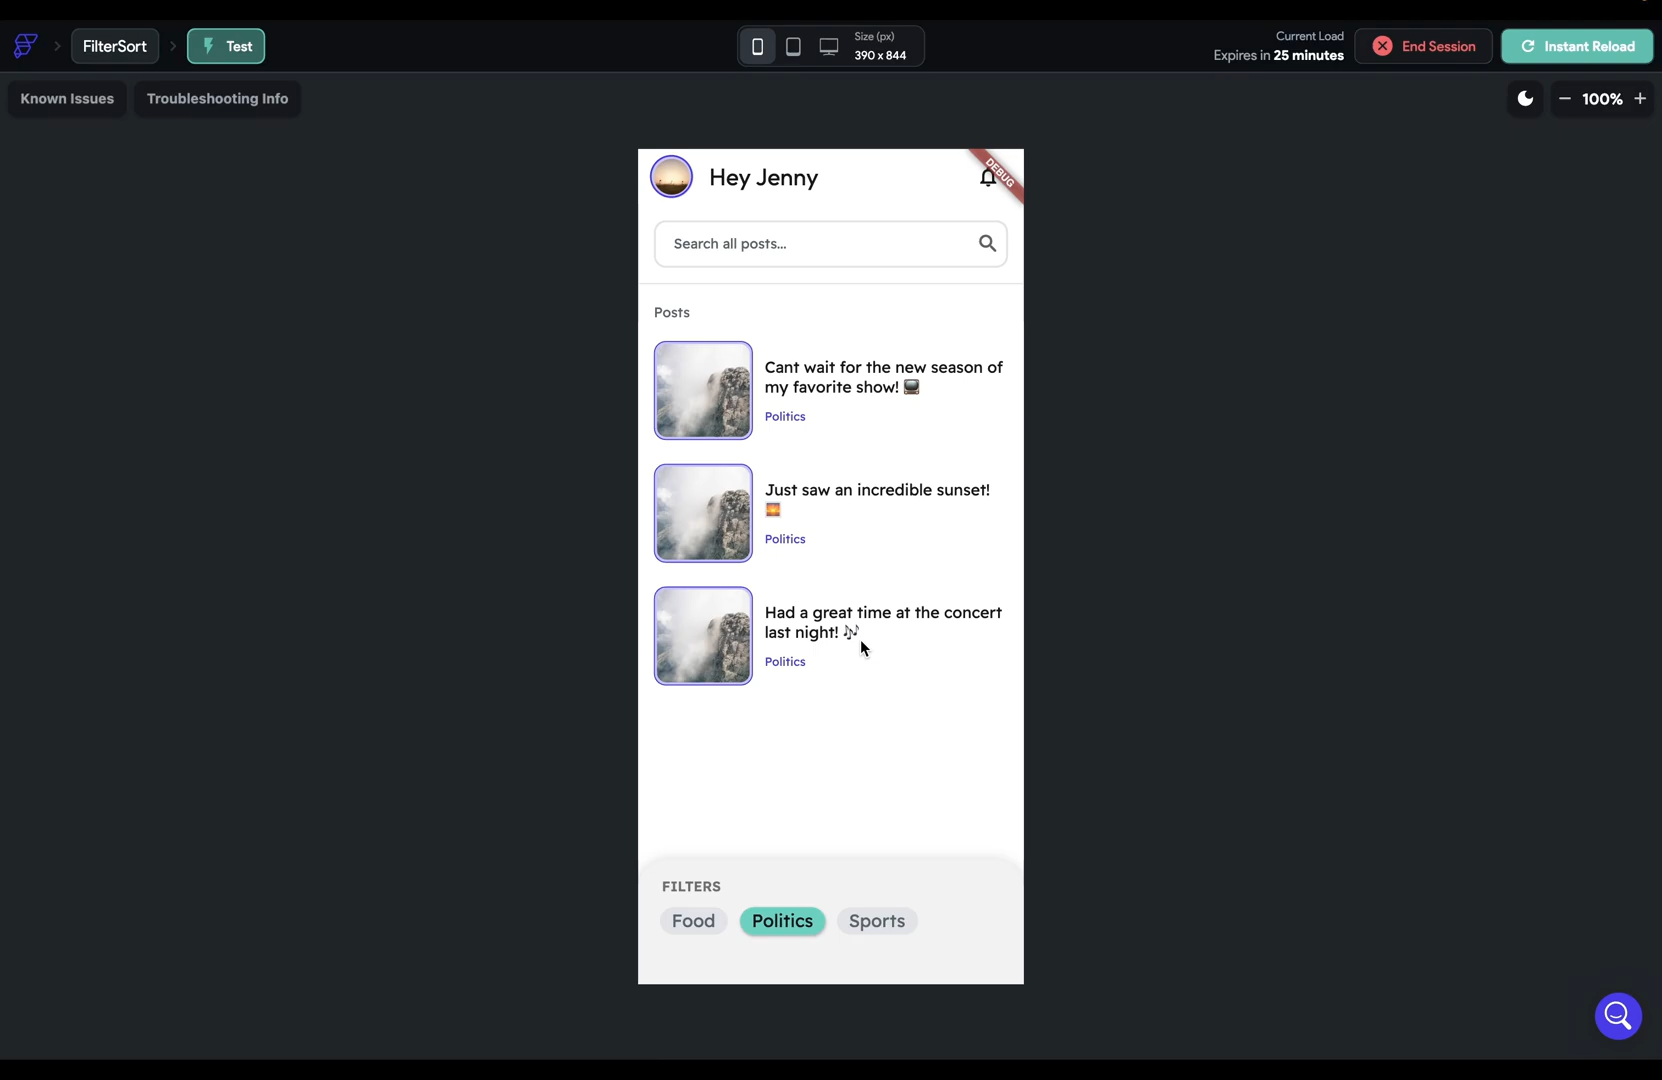 FilterSort
Test
Size (px)
390 x 844
Current Load
Expires in 25 minutes
End Session
Instant Reload
Known Issues
Troubleshooting Info
100%
Hey Jenny
DEBUG
Search all posts...
Posts
Cant wait for the new season of
my favorite show! 📺
Politics
Just saw an incredible sunset!
🌅
Politics
Had a great time at the concert
last night! 🎶
Politics
FILTERS
Food
Politics
Sports